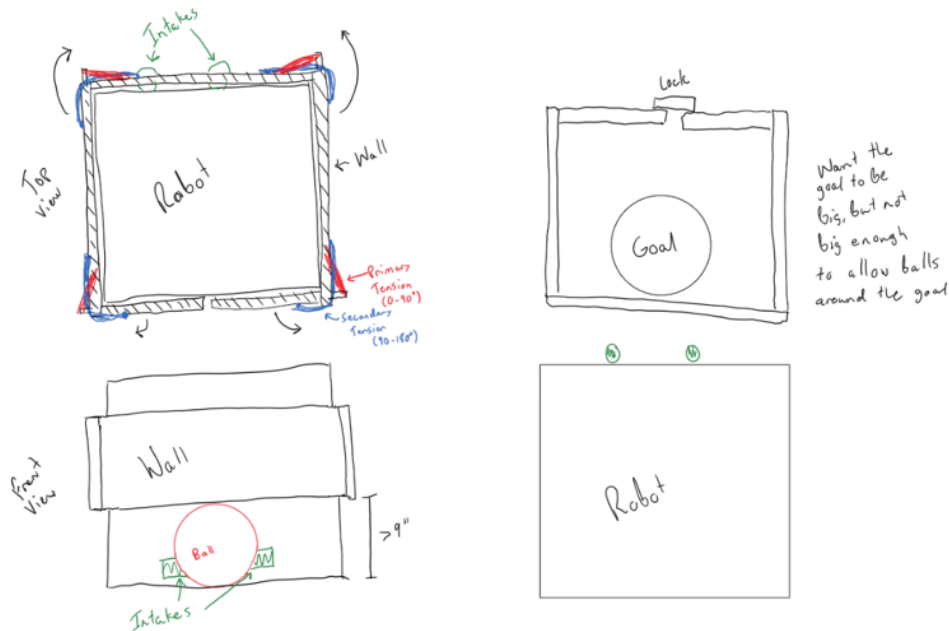 Intakes
Top
View
Robot
Wall
Primary
Tension
(0-90°)
Secondary
Tension
(90-180°)
Lock
Goal
Want the
goal to be
big, but not
big enough
to allow balls
around the goal
Front
View
Wall
Ball
>9"
Intakes
Robot